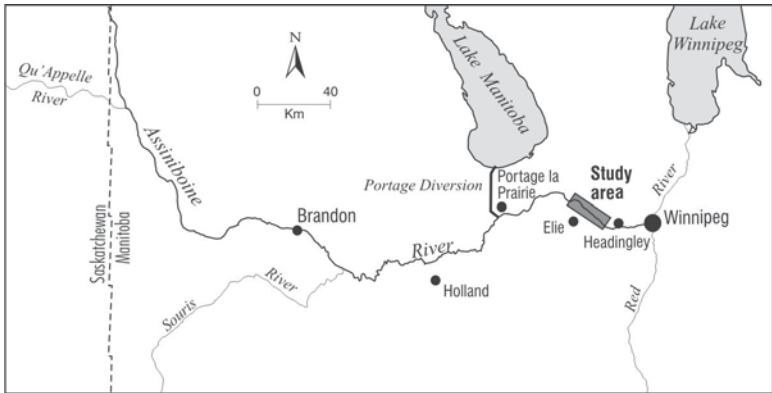 Lake
Winnipeg
Qu'Appelle
River
N
0 40
Km
Lake Manitoba
Assiniboine
Portage Diversion
Portage la
Prairie
Study
area
River
Saskatchewan
Manitoba
Brandon
River
Elie
Headingley
Winnipeg
Souris
River
Holland
Red